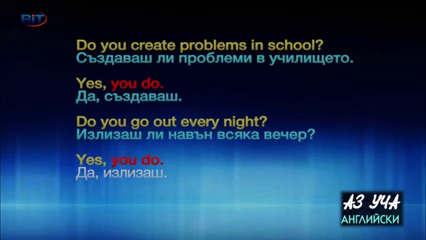 BiT
Do you create problems in school?
Създаваш ли проблеми в училището.
Yes, you do.
Да, създаваш.
Do you go out every night?
Излизаш ли навън всяка вечер?
Yes, you do.
Да, излизаш.
АЗ УЧА
АНГЛИЙСКИ